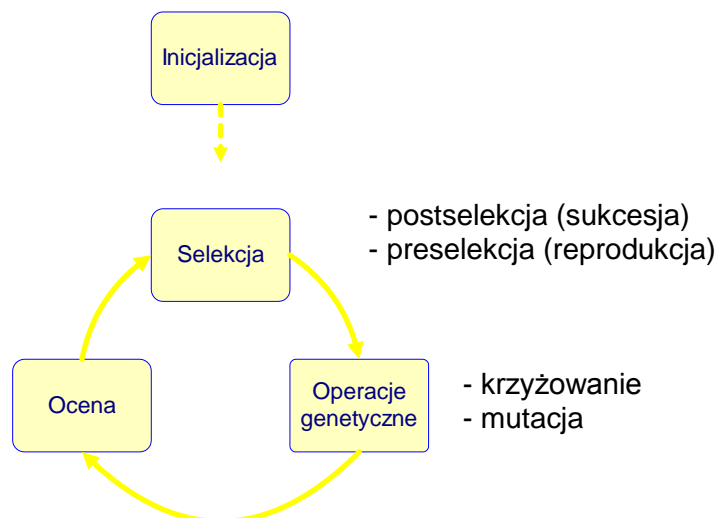 Inicjalizacja
- postselekcja (sukcesja)
- preselekcja (reprodukcja)
Selekcja
Ocena
Operacje
genetyczne
- krzyżowanie
- mutacja